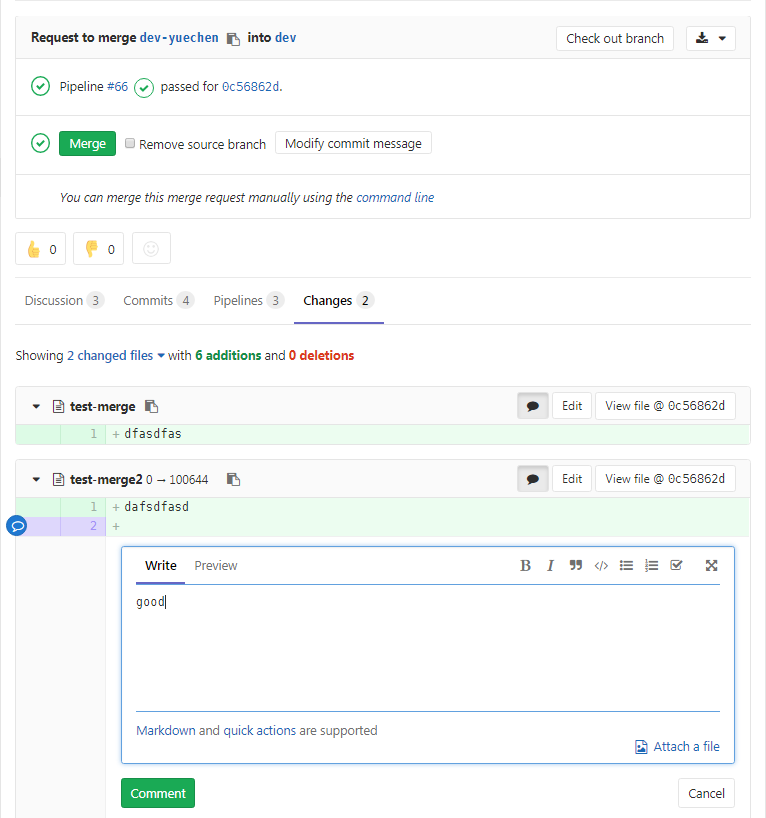 Request to merge dev-yuechen into dev Check out branch
Pipeline #66 passed for 0c56862d.
Merge Remove source branch Modify commit message
You can merge this merge request manually using the command line
0 0
Discussion 3 Commits 4 Pipelines 3 Changes 2
Showing 2 changed files with 6 additions and 0 deletions
test-merge Edit View file @ 0c56862d
1 + dfasdfas
test-merge2 0 → 100644 Edit View file @ 0c56862d
1 + dafsdfasd
2 +
Write Preview B I
good
Markdown and quick actions are supported
Attach a file
Comment Cancel